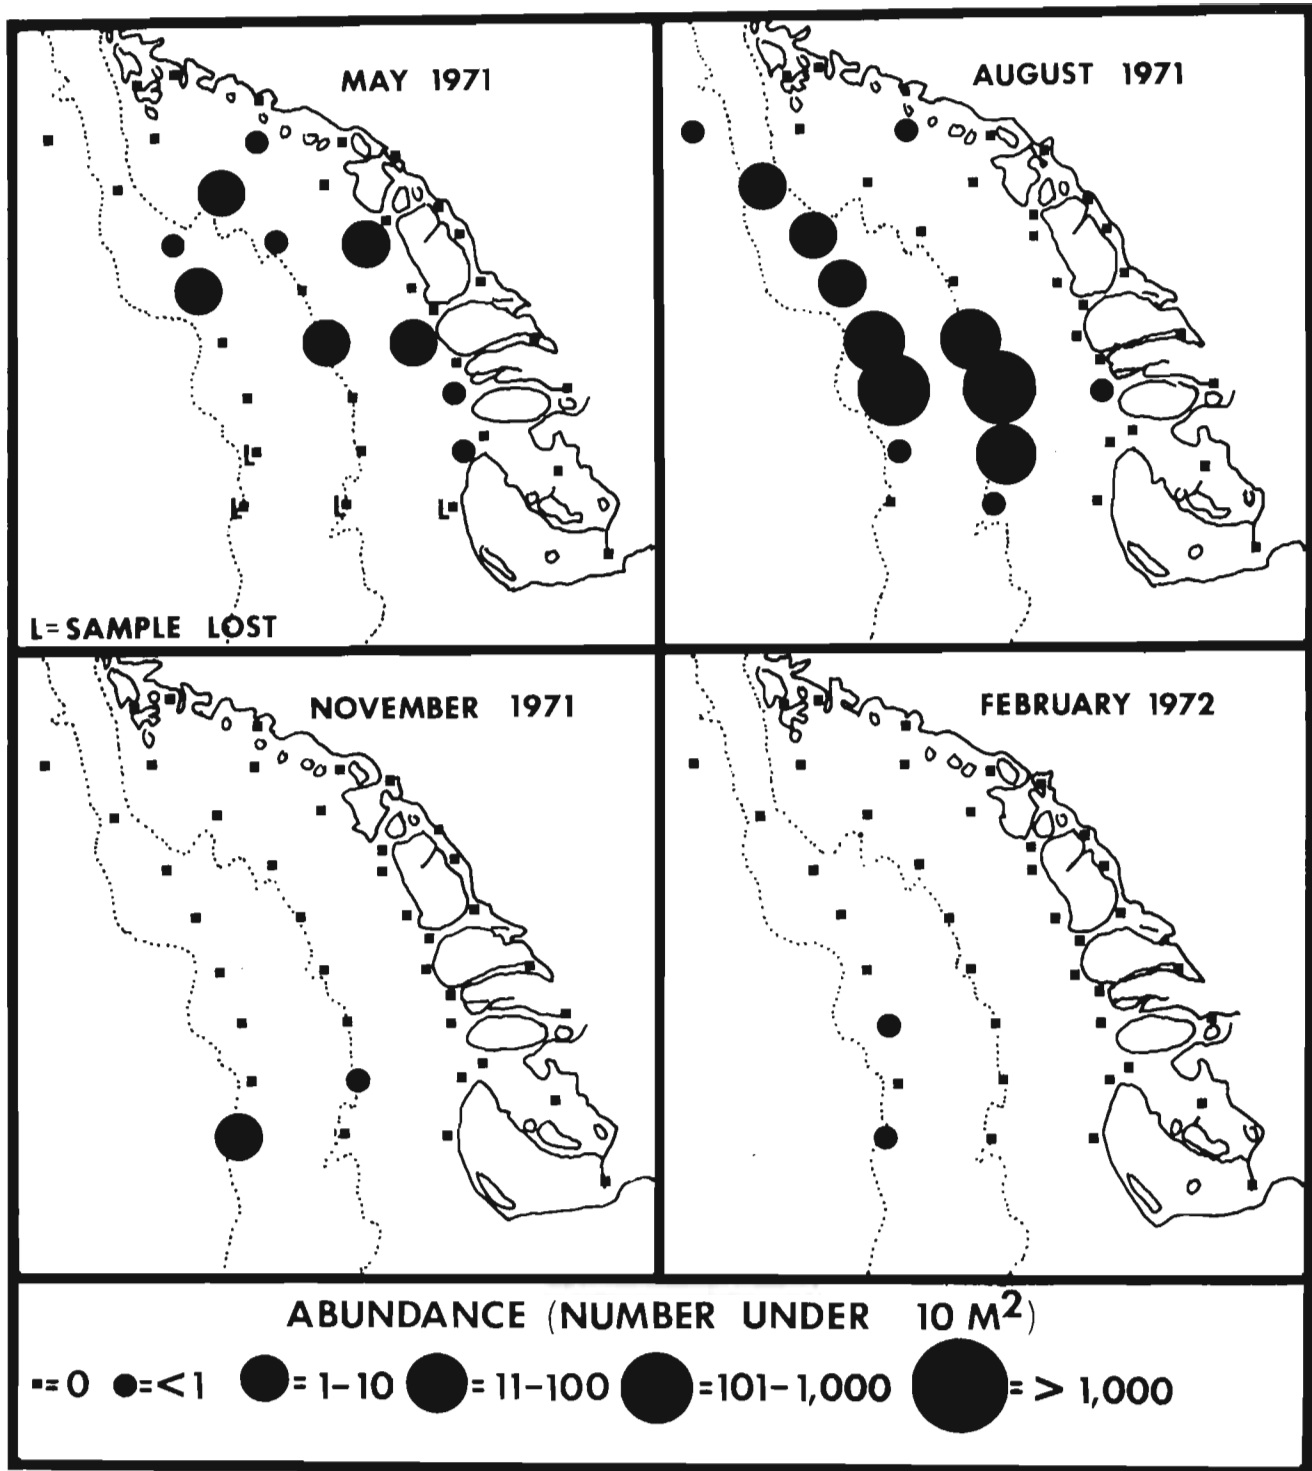 MAY 1971
AUGUST 1971
L
L
L
L
L=SAMPLE LOST
NOVEMBER 1971
FEBRUARY 1972
ABUNDANCE (NUMBER UNDER 10 M²)
=0 =<1 =1-10 =11-100 =101-1,000 => 1,000